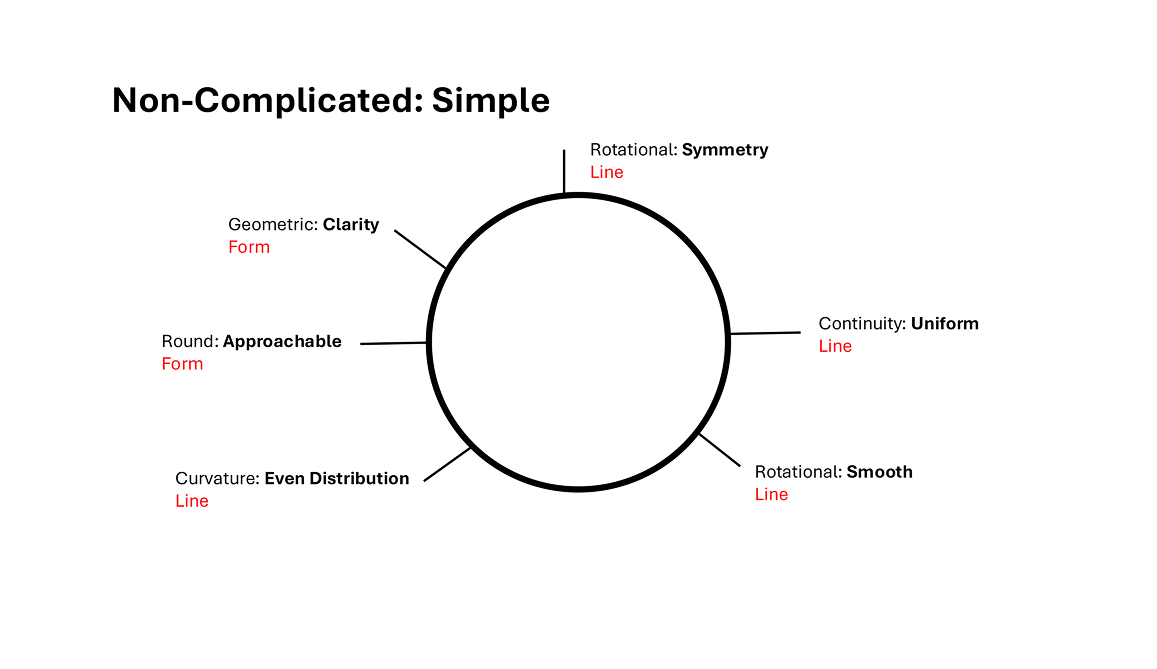 Non-Complicated: Simple
Rotational: Symmetry
Line
Geometric: Clarity
Form
Continuity: Uniform
Line
Round: Approachable
Form
Rotational: Smooth
Line
Curvature: Even Distribution
Line